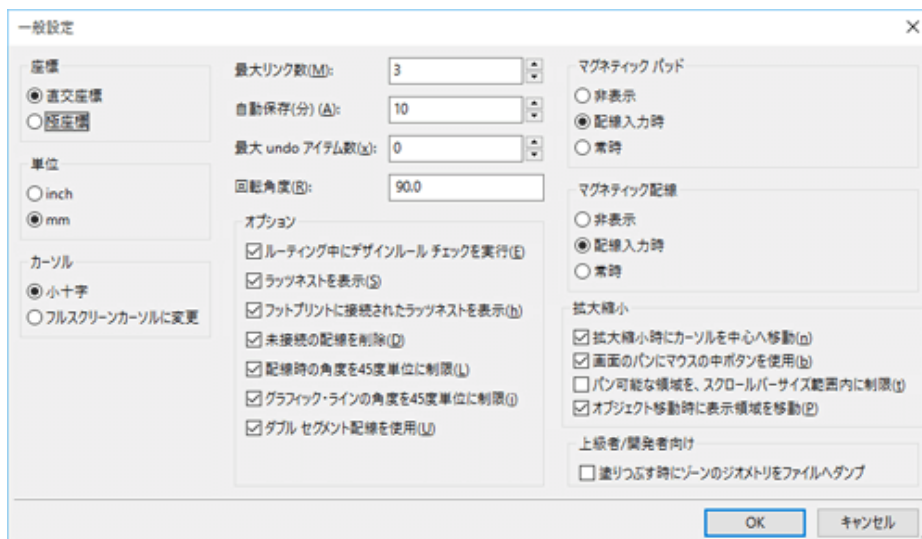 一般設定
座標
直交座標
極座標
単位
inch
mm
カーソル
小十字
フルスクリーンカーソルに変更
最大リンク数(M):
3
自動保存(分) (A):
10
最大 undo アイテム数(x):
0
回転角度(R):
90.0
オプション
ルーティング中にデザインルール チェックを実行(E)
ラッツネストを表示(S)
フットプリントに接続されたラッツネストを表示(h)
未接続の配線を削除(D)
配線時の角度を45度単位に制限(L)
グラフィック・ラインの角度を45度単位に制限(i)
ダブル セグメント配線を使用(U)
マグネティック パッド
非表示
配線入力時
常時
マグネティック配線
非表示
配線入力時
常時
拡大縮小
拡大縮小時にカーソルを中心へ移動(n)
画面のパンにマウスの中ボタンを使用(b)
パン可能な領域を、スクロールバーサイズ範囲内に制限(t)
オブジェクト移動時に表示領域を移動(P)
上級者/開発者向け
塗りつぶす時にゾーンのジオメトリをファイルへダンプ
OK
キャンセル